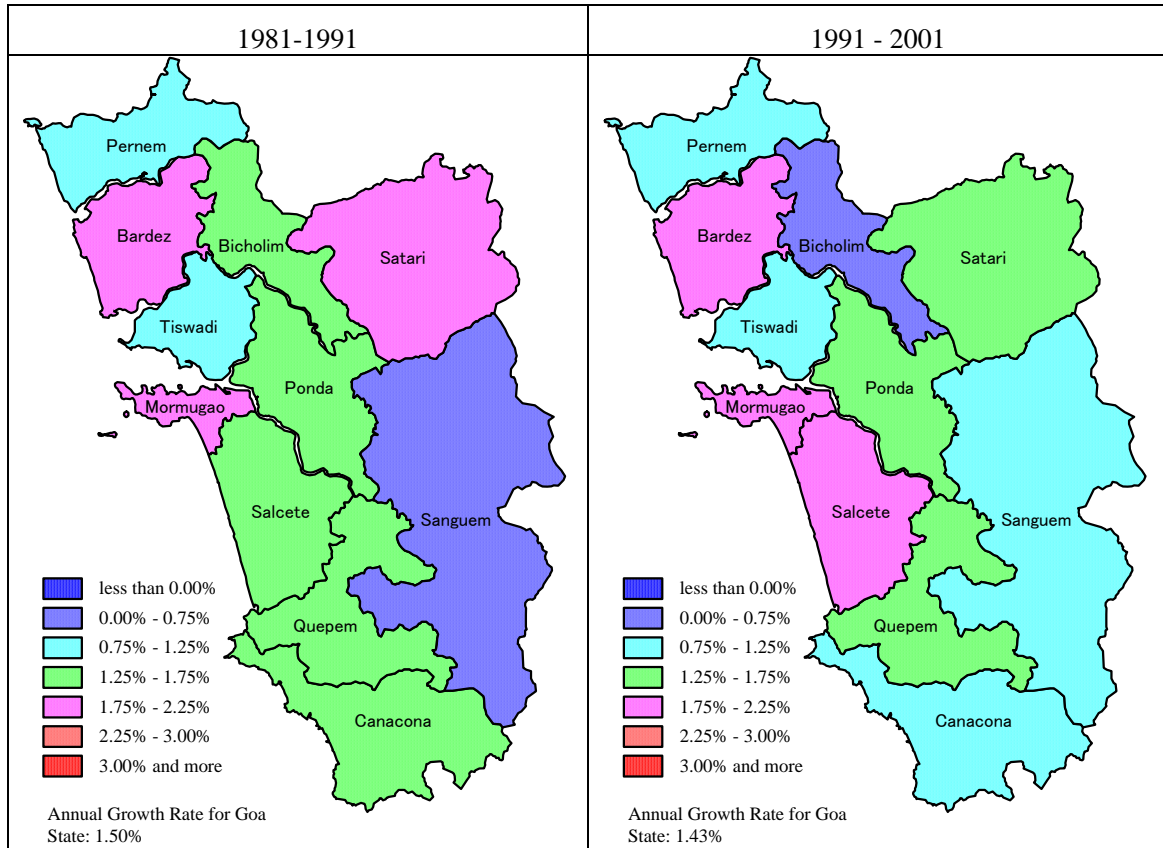 1981-1991
Pernem
Bardez
Bicholim
Satari
Tiswadi
Ponda
Mormugao
Salcete
Sanguem
Quepem
Canacona
less than 0.00%
0.00% - 0.75%
0.75% - 1.25%
1.25% - 1.75%
1.75% - 2.25%
2.25% - 3.00%
3.00% and more
Annual Growth Rate for Goa
State: 1.50%
1991 - 2001
Pernem
Bardez
Bicholim
Satari
Tiswadi
Ponda
Mormugao
Salcete
Sanguem
Quepem
Canacona
less than 0.00%
0.00% - 0.75%
0.75% - 1.25%
1.25% - 1.75%
1.75% - 2.25%
2.25% - 3.00%
3.00% and more
Annual Growth Rate for Goa
State: 1.43%